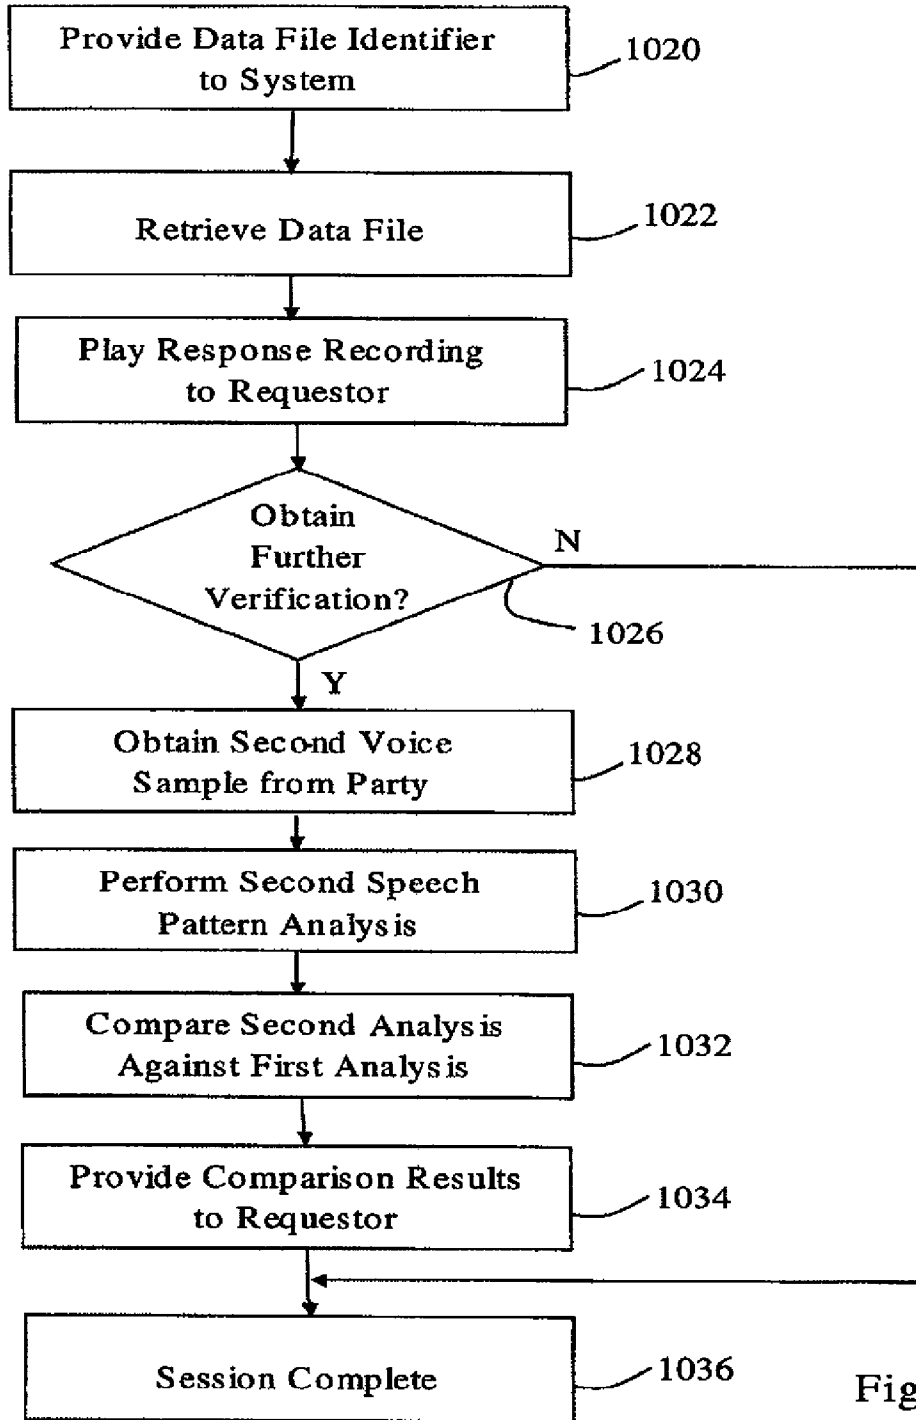 Provide Data File Identifier
to System
1020
Retrieve Data File
1022
Play Response Recording
to Requestor
1024
Obtain
Further
Verification?
N
1026
Y
Obtain Second Voice
Sample from Party
1028
Perform Second Speech
Pattern Analysis
1030
Compare Second Analysis
Against First Analysis
1032
Provide Comparison Results
to Requestor
1034
Session Complete
1036
Fig